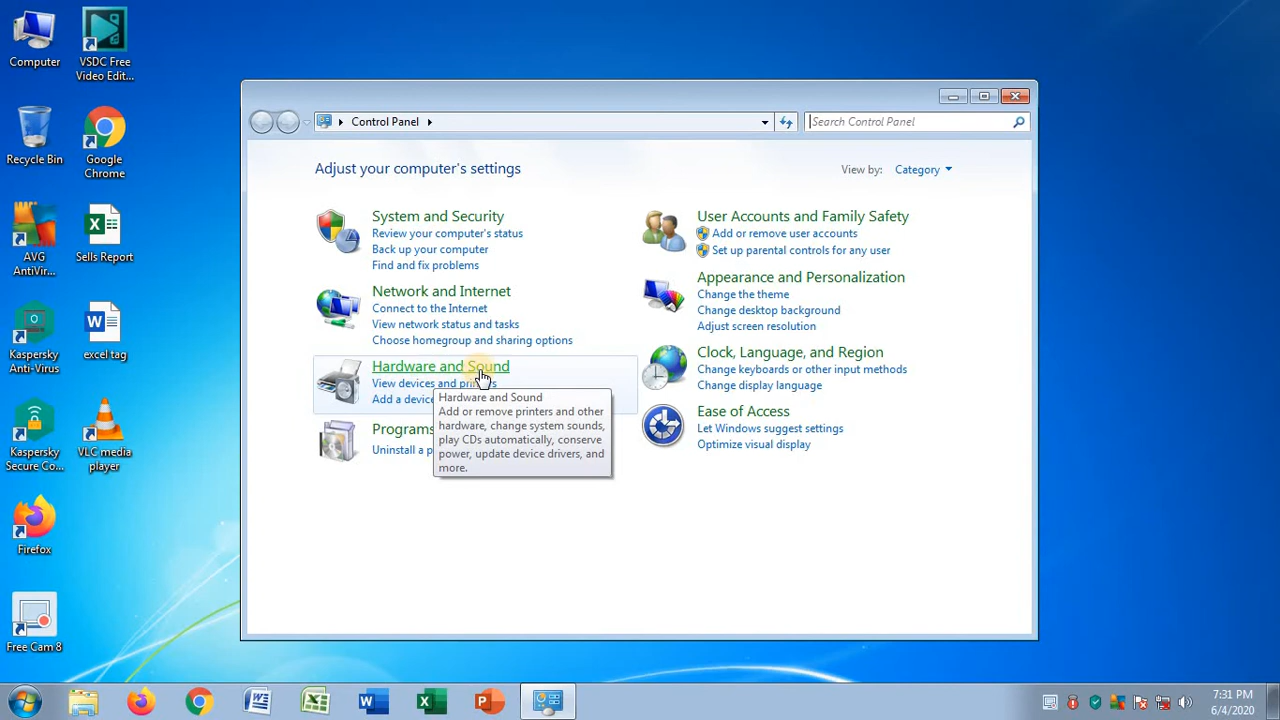 Computer
VSDC Free
Video Edit...
Recycle Bin
Google
Chrome
AVG
AntiVir...
Sells Report
Kaspersky
Anti-Virus
excel tag
Kaspersky
Secure Co...
VLC media
player
Firefox
Free Cam 8
Control Panel
Search Control Panel
Adjust your computer's settings
View by: Category
System and Security
Review your computer's status
Back up your computer
Find and fix problems
Network and Internet
Connect to the Internet
View network status and tasks
Choose homegroup and sharing options
Hardware and Sound
View devices and printers
Add a device
Hardware and Sound
Add or remove printers and other
hardware, change system sounds,
play CDs automatically, conserve
power, update device drivers, and
more.
Programs
Uninstall a p
User Accounts and Family Safety
Add or remove user accounts
Set up parental controls for any user
Appearance and Personalization
Change the theme
Change desktop background
Adjust screen resolution
Clock, Language, and Region
Change keyboards or other input methods
Change display language
Ease of Access
Let Windows suggest settings
Optimize visual display
7:31 PM
6/4/2020